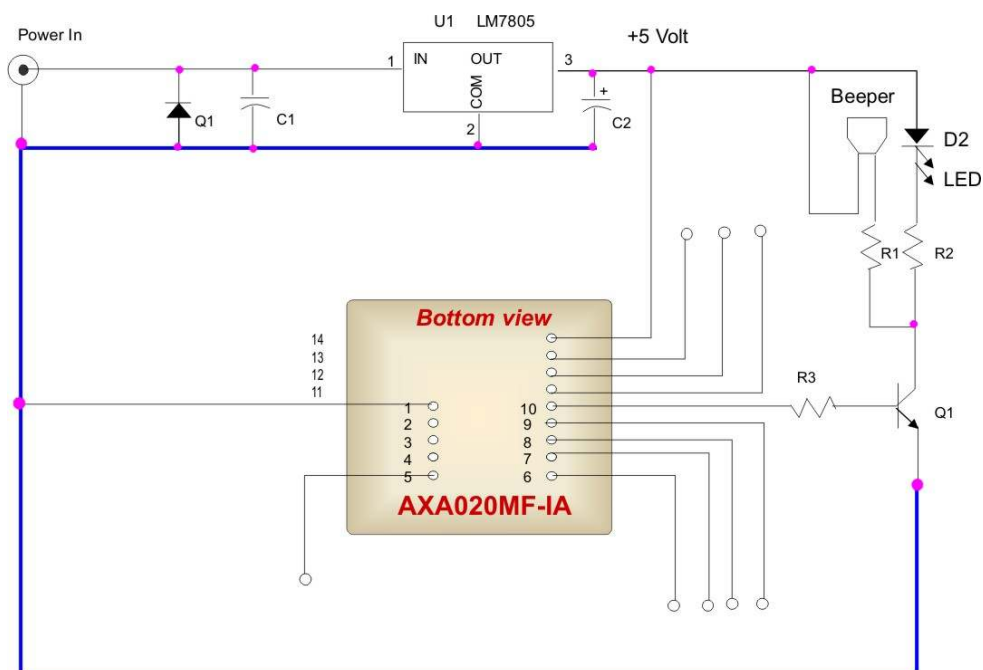 U1 LM7805
Power In
+5 Volt
1 IN OUT 3
COM
2
Q1
C1
+
C2
Beeper
D2
LED
R1
R2
Bottom view
14
13
12
11
1
2
3
4
5
10
9
8
7
6
R3
Q1
AXA020MF-IA